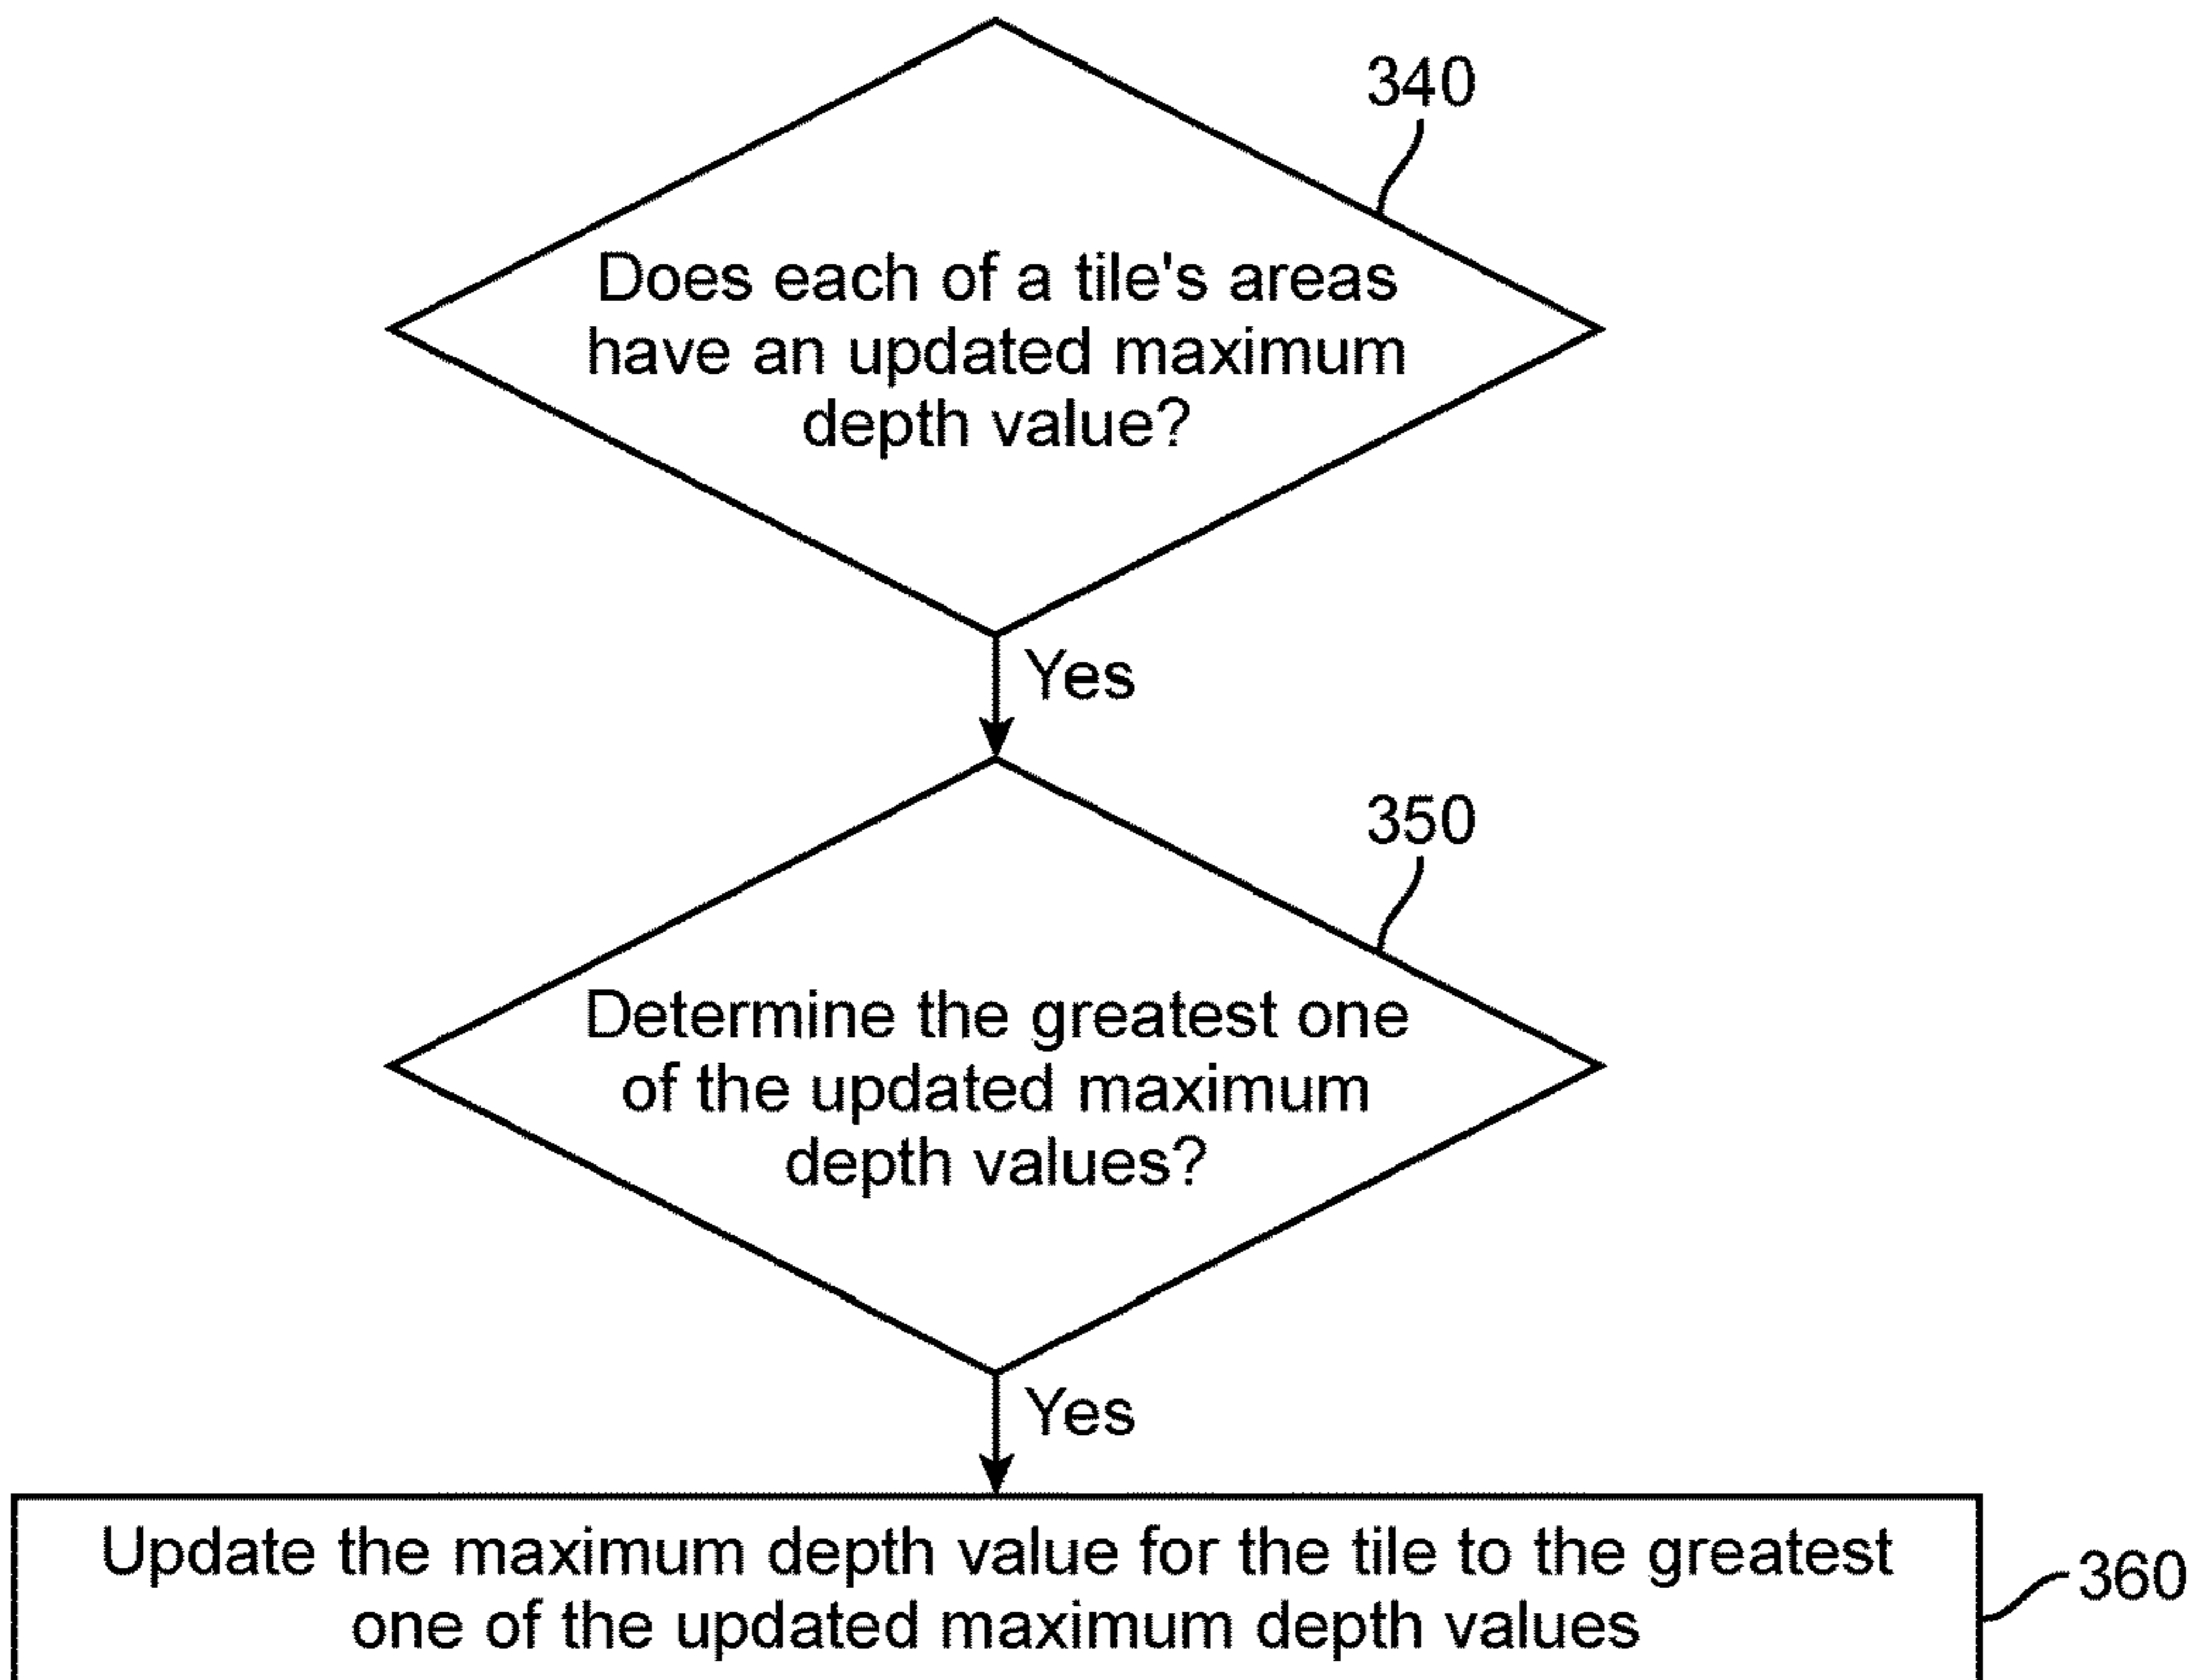 340
Does each of a tile's areas
have an updated maximum
depth value?
Yes
350
Determine the greatest one
of the updated maximum
depth values?
Yes
Update the maximum depth value for the tile to the greatest
one of the updated maximum depth values
360